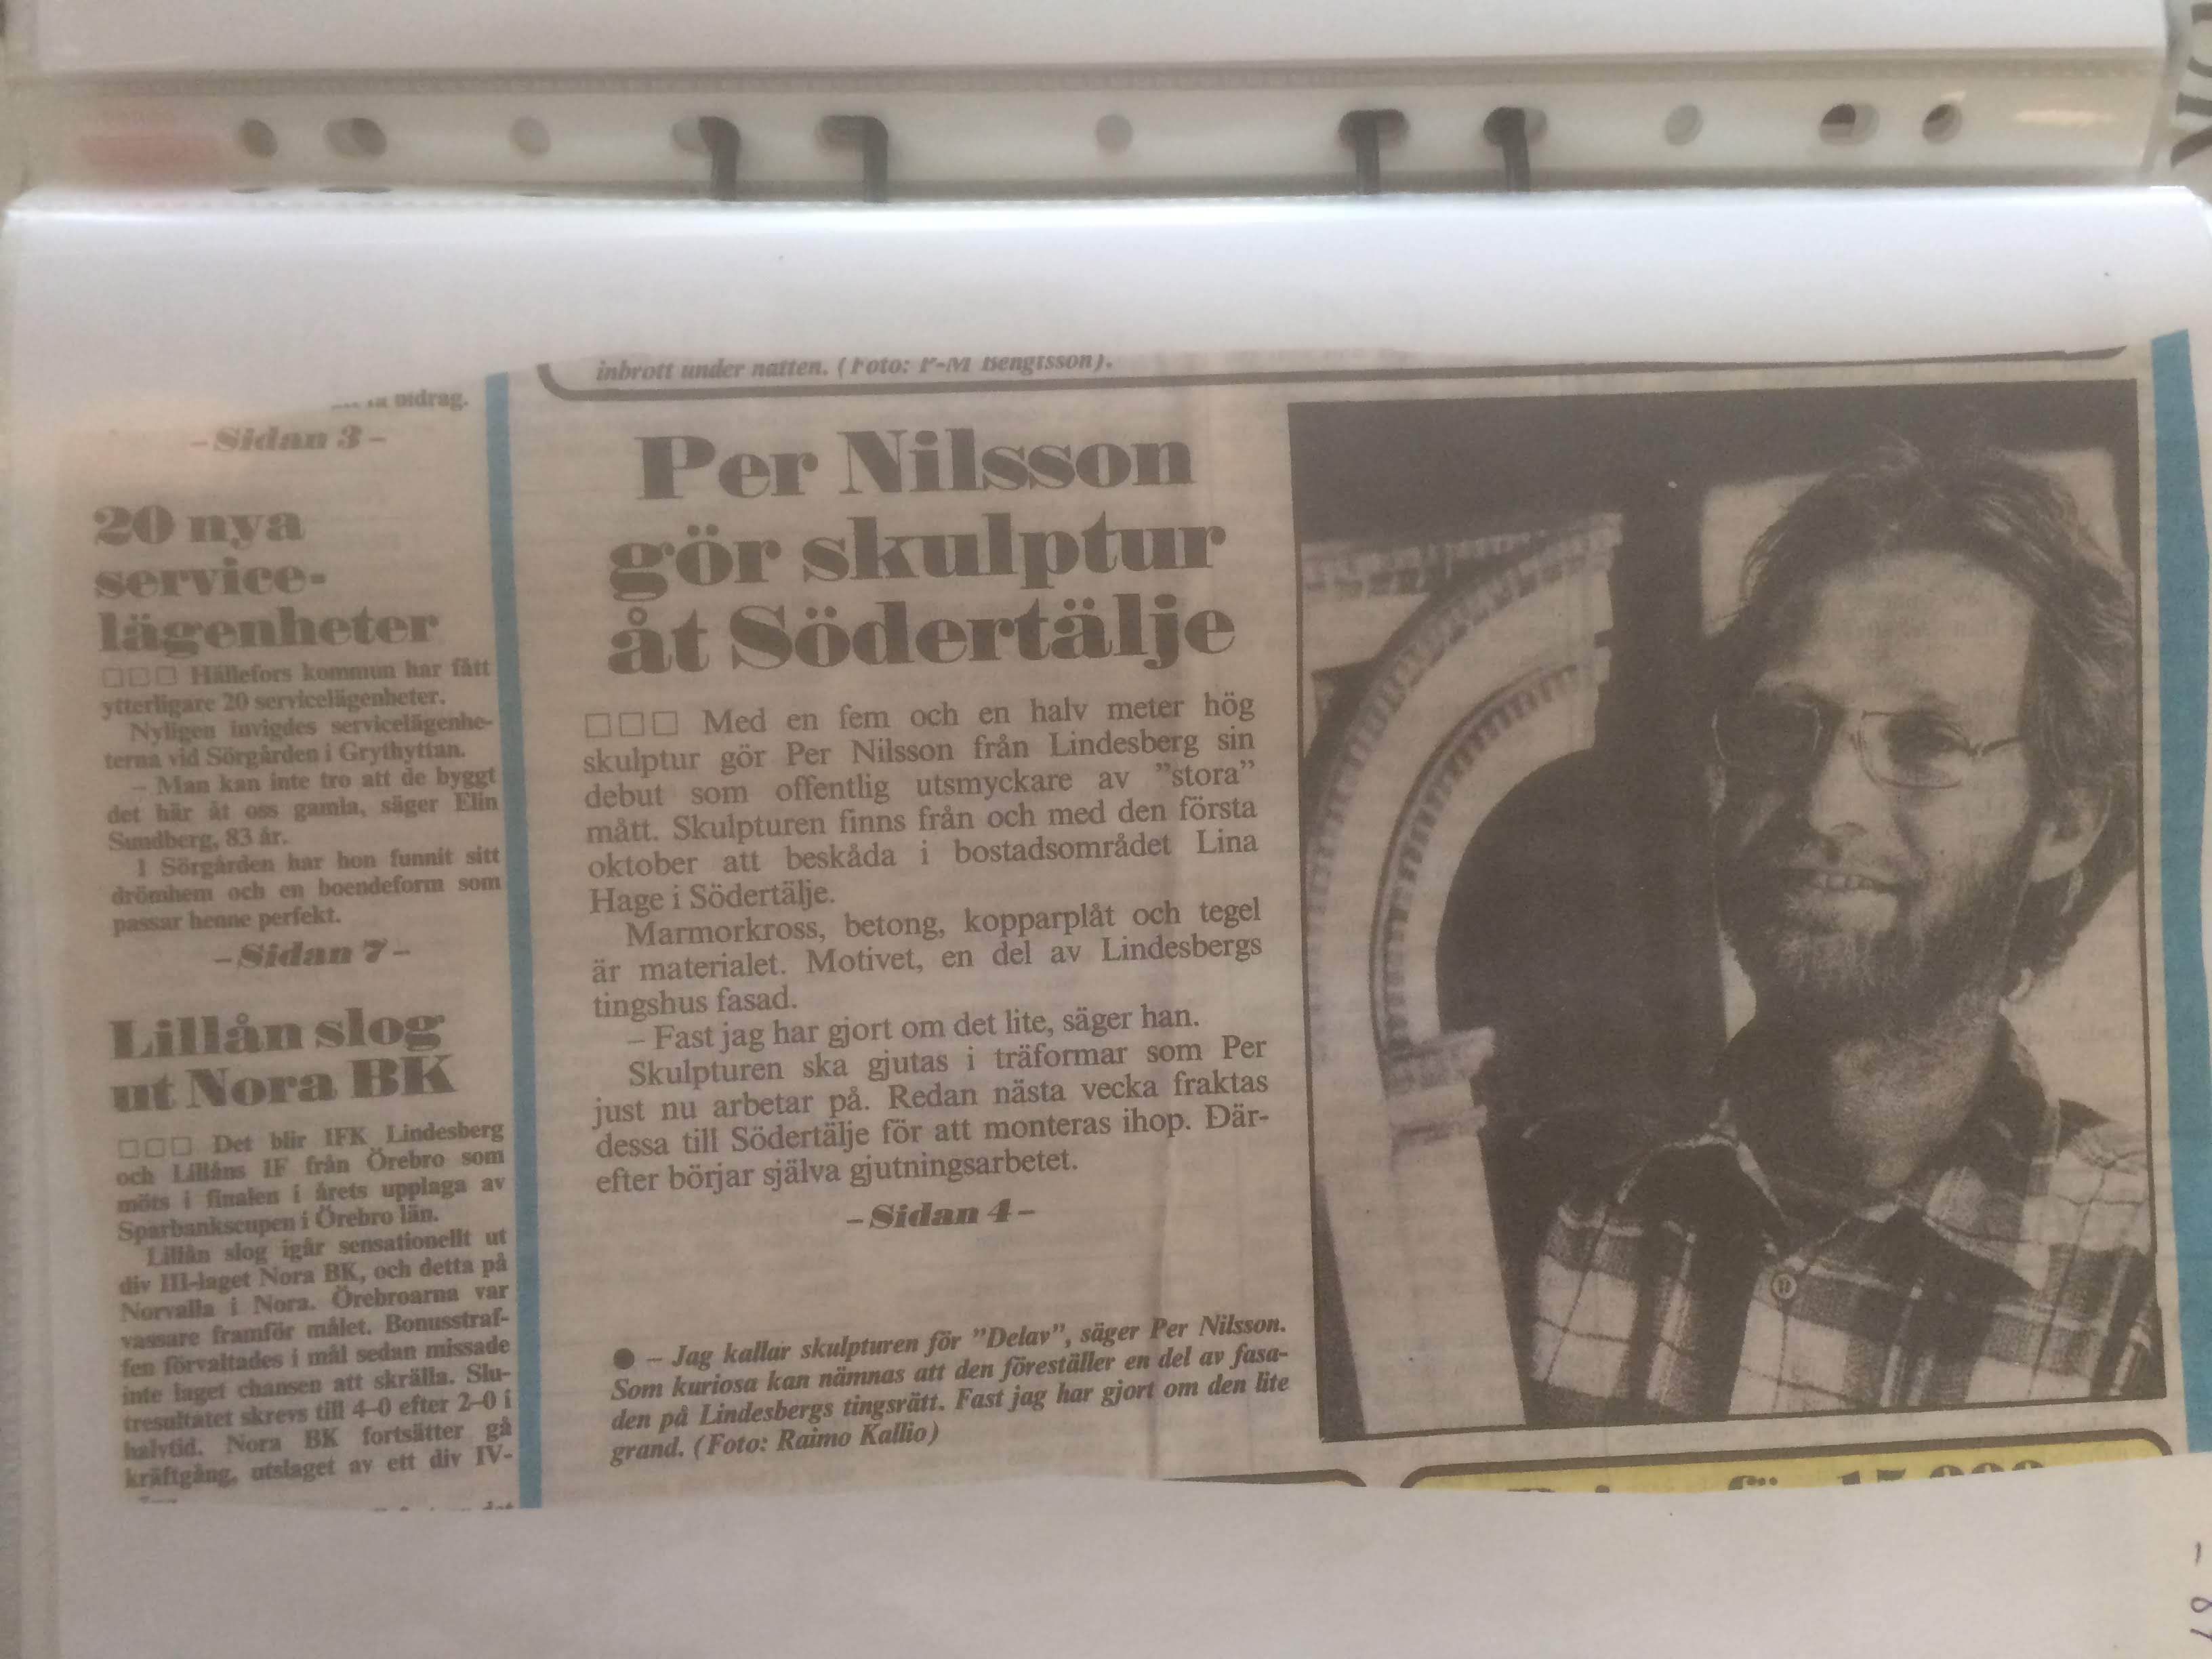 inbrott under natten. (Foto: P-M Bengtsson).
bidrag.
– Sidan 3 –
20 nya
service-
lägenheter
□□□ Hällefors kommun har fått
ytterligare 20 servicelägenheter.
Nyligen invigdes servicelägenhe-
terna vid Sörgården i Grythyttan.
– Man kan inte tro att de byggt
det här åt oss gamla, säger Elin
Sundberg, 83 år.
I Sörgården har hon funnit sitt
drömhem och en boendeform som
passar henne perfekt.
– Sidan 7 –
Lillån slog
ut Nora BK
□□□ Det blir IFK Lindesberg
och Lillåns IF från Örebro som
möts i finalen i årets upplaga av
Sparbankscupen i Örebro län.
Lillån slog igår sensationellt ut
div III-laget Nora BK, och detta på
Norvalla i Nora. Örebroarna var
vassare framför målet. Bonusstraf-
fen förvaltades i mål sedan missade
inte laget chansen att skrälla. Slu-
tresultatet skrevs till 4–0 efter 2–0 i
halvtid. Nora BK fortsätter gå
kräftgång, utslaget av ett div IV-
Per Nilsson
gör skulptur
åt Södertälje
□□□ Med en fem och en halv meter hög
skulptur gör Per Nilsson från Lindesberg sin
debut som offentlig utsmyckare av ”stora”
mått. Skulpturen finns från och med den första
oktober att beskåda i bostadsområdet Lina
Hage i Södertälje.
Marmorkross, betong, kopparplåt och tegel
är materialet. Motivet, en del av Lindesbergs
tingshus fasad.
– Fast jag har gjort om det lite, säger han.
Skulpturen ska gjutas i träformar som Per
just nu arbetar på. Redan nästa vecka fraktas
dessa till Södertälje för att monteras ihop. Där-
efter börjar själva gjutningsarbetet.
– Sidan 4 –
● – Jag kallar skulpturen för ”Delav”, säger Per Nilsson.
Som kuriosa kan nämnas att den föreställer en del av fasa-
den på Lindesbergs tingsrätt. Fast jag har gjort om den lite
grand. (Foto: Raimo Kallio)